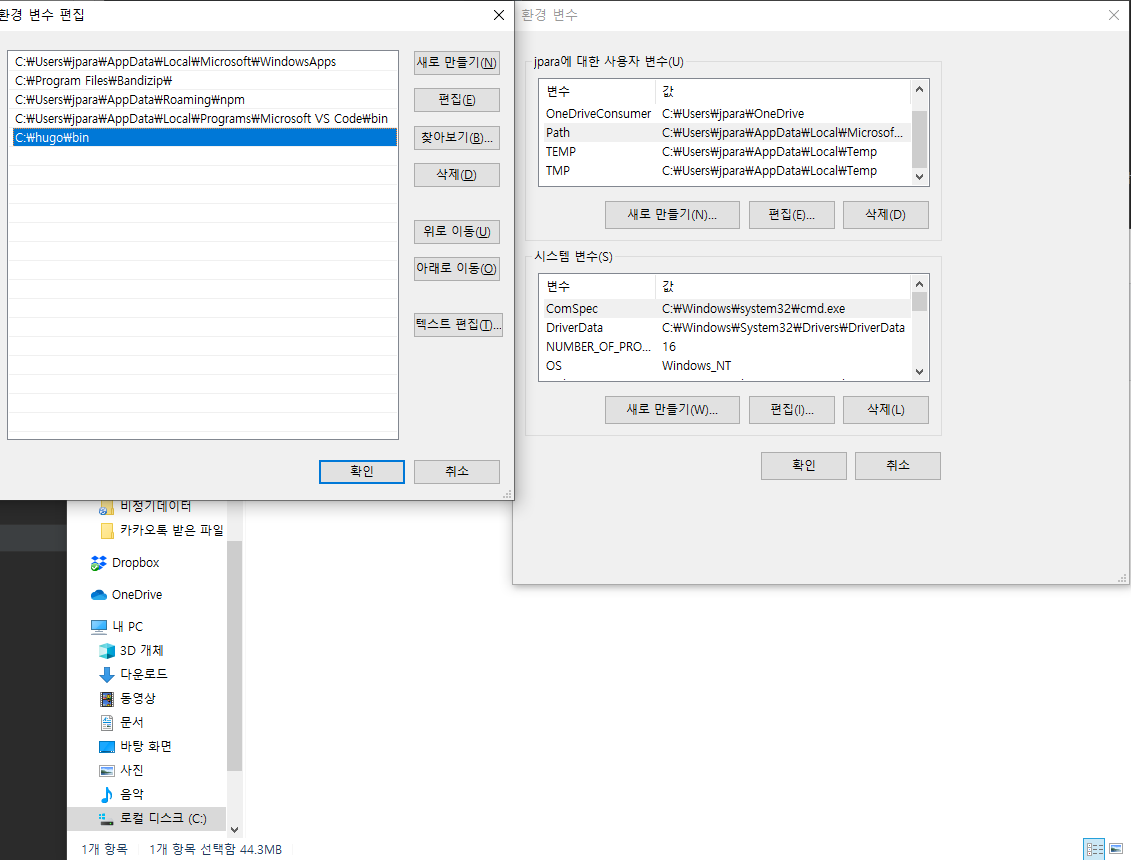 환경 변수 편집
C:₩Users₩jpara₩AppData₩Local₩Microsoft₩WindowsApps
C:₩Program Files₩Bandizip₩
C:₩Users₩jpara₩AppData₩Roaming₩npm
C:₩Users₩jpara₩AppData₩Local₩Programs₩Microsoft VS Code₩bin
C:₩hugo₩bin
새로 만들기(N)
편집(E)
찾아보기(B)...
삭제(D)
위로 이동(U)
아래로 이동(O)
텍스트 편집(T)...
확인
취소
환경 변수
jpara에 대한 사용자 변수(U)
변수 값
OneDriveConsumer C:₩Users₩jpara₩OneDrive
Path C:₩Users₩jpara₩AppData₩Local₩Microsof...
TEMP C:₩Users₩jpara₩AppData₩Local₩Temp
TMP C:₩Users₩jpara₩AppData₩Local₩Temp
새로 만들기(N)... 편집(E)... 삭제(D)
시스템 변수(S)
변수 값
ComSpec C:₩Windows₩system32₩cmd.exe
DriverData C:₩Windows₩System32₩Drivers₩DriverData
NUMBER_OF_PRO... 16
OS Windows_NT
새로 만들기(W)... 편집(I)... 삭제(L)
확인 취소
비정기데이터
카카오톡 받은 파일
Dropbox
OneDrive
내 PC
3D 개체
다운로드
동영상
문서
바탕 화면
사진
음악
로컬 디스크 (C:)
1개 항목 1개 항목 선택함 44.3MB